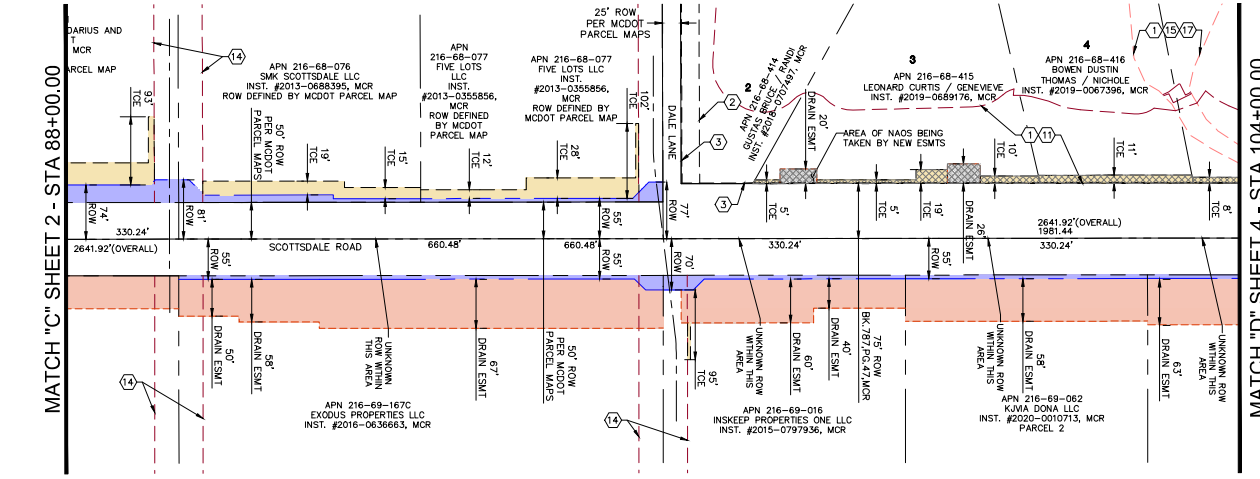 MATCH "C" SHEET 2 - STA 88+00.00
DARIUS AND
T
MCR
ARCEL MAP
93'
TCE
14
APN 216-68-076
SMK SCOTTSDALE LLC
INST. #2013-0688395, MCR
ROW DEFINED BY MCDOT PARCEL MAP
50' ROW
PER MCDOT
PARCEL MAPS
19'
TCE
15'
TCE
APN
216-68-077
FIVE LOTS
LLC
INST.
#2013-0355856,
MCR
ROW DEFINED
BY MCDOT
PARCEL MAP
12'
TCE
APN 216-68-077
FIVE LOTS LLC
INST.
#2013-0355856,
MCR
ROW DEFINED BY
MCDOT PARCEL MAP
28'
TCE
TCE
102'
25' ROW
PER MCDOT
PARCEL MAPS
DALE LANE
2
3
2
APN 216-68-414
GUSTAS BRUCE / RANDI
INST. #2018-0707497, MCR
20'
DRAIN ESMT
AREA OF NAOS BEING
TAKEN BY NEW ESMTS
3
APN 216-68-415
LEONARD CURTIS / GENEVIEVE
INST. #2019-0689176, MCR
4
APN 216-68-416
BOWEN DUSTIN
THOMAS / NICHOLE
INST. #2019-0067396, MCR
1
15
17
1
11
10'
TCE
11'
TCE
3
5'
TCE
5'
TCE
19'
TCE
26'
DRAIN ESMT
8'
TCE
74'
ROW
81'
ROW
55'
ROW
77'
ROW
330.24'
2641.92'(OVERALL)
SCOTTSDALE ROAD
660.48'
660.48'
330.24'
2641.92'(OVERALL)
1981.44
330.24'
55'
ROW
55'
ROW
70'
ROW
55'
ROW
50'
DRAIN ESMT
58'
DRAIN ESMT
UNKNOWN
ROW WITHIN
THIS AREA
67'
DRAIN ESMT
50' ROW
PER MCDOT
PARCEL MAPS
95'
TCE
UNKNOWN ROW
WITHIN THIS
AREA
60'
DRAIN ESMT
40'
DRAIN ESMT
75' ROW
BK.787,PG.47,MCR
UNKNOWN ROW
WITHIN THIS
AREA
58'
DRAIN ESMT
63'
DRAIN ESMT
UNKNOWN ROW
WITHIN THIS
AREA
14
APN 216-69-167C
EXODUS PROPERTIES LLC
INST. #2016-0636663, MCR
14
APN 216-69-016
INSKEEP PROPERTIES ONE LLC
INST. #2015-0797936, MCR
APN 216-69-062
KJVIA DONA LLC
INST. #2020-0010713, MCR
PARCEL 2
MATCH "D" SHEET 4 - STA 104+00.00